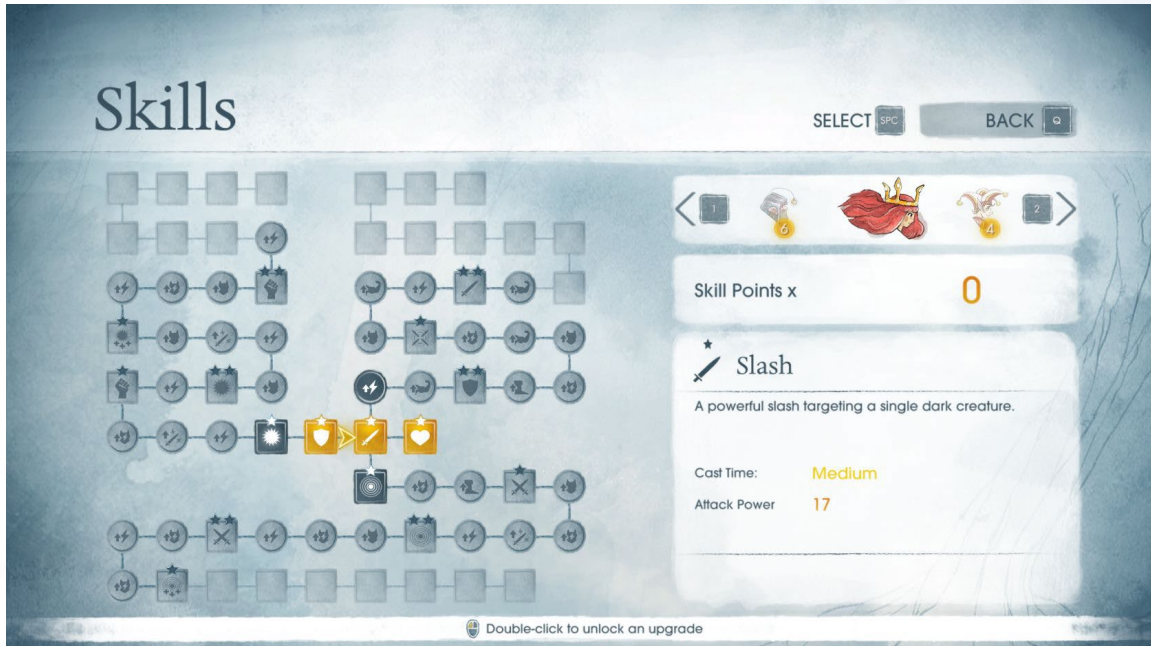 Skills
SELECT SPC BACK Q
1 6 4 2
Skill Points x 0
Slash
A powerful slash targeting a single dark creature.
Cast Time: Medium
Attack Power 17
Double-click to unlock an upgrade